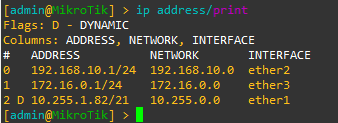 [admin@MikroTik] > ip address/print
Flags: D - DYNAMIC
Columns: ADDRESS, NETWORK, INTERFACE
# ADDRESS NETWORK INTERFACE
0 192.168.10.1/24 192.168.10.0 ether2
1 172.16.0.1/24 172.16.0.0 ether3
2 D 10.255.1.82/21 10.255.0.0 ether1
[admin@MikroTik] >